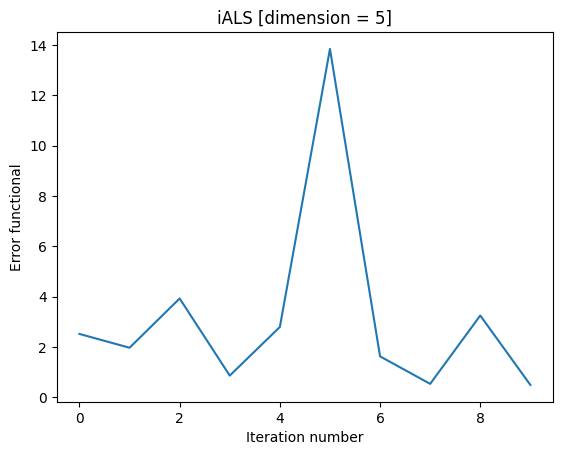 iALS [dimension = 5]
Error functional
14
12
10
8
6
4
2
0
0 2 4 6 8
Iteration number